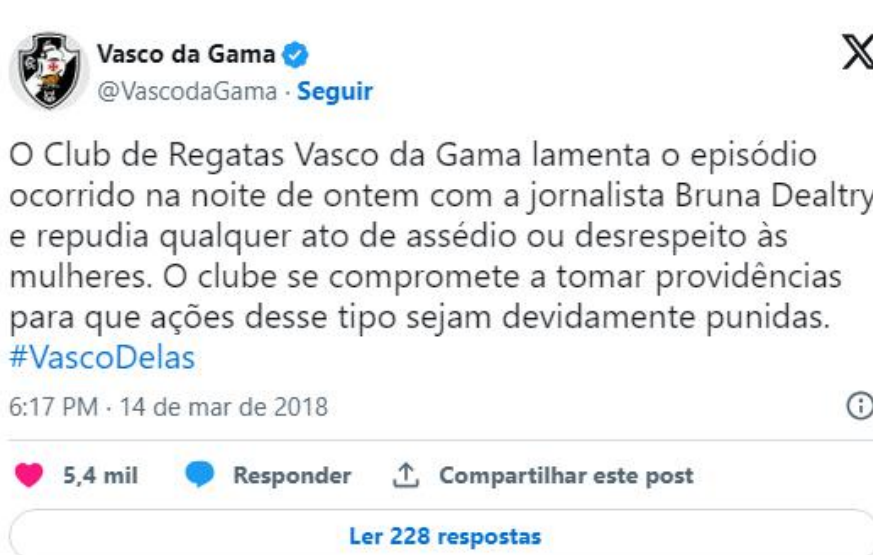 Vasco da Gama
@VascodaGama · Seguir
O Club de Regatas Vasco da Gama lamenta o episódio
ocorrido na noite de ontem com a jornalista Bruna Dealtry
e repudia qualquer ato de assédio ou desrespeito às
mulheres. O clube se compromete a tomar providências
para que ações desse tipo sejam devidamente punidas.
#VascoDelas
6:17 PM · 14 de mar de 2018
5,4 mil Responder Compartilhar este post
Ler 228 respostas